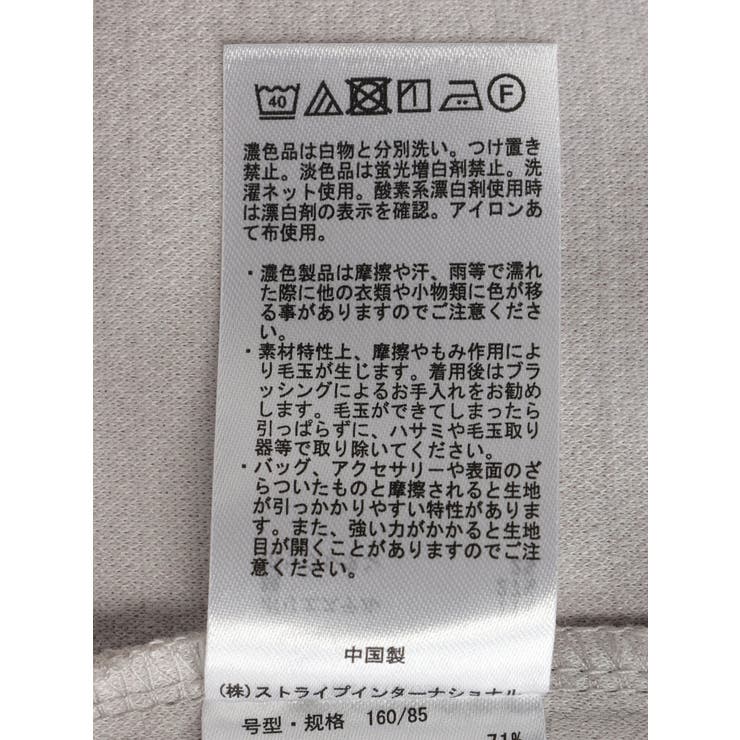 40 F
濃色品は白物と分別洗い。つけ置き
禁止。淡色品は蛍光増白剤禁止。洗
濯ネット使用。酸素系漂白剤使用時
は漂白剤の表示を確認。アイロンあ
て布使用。
・濃色製品は摩擦や汗、雨等で濡れ
た際に他の衣類や小物類に色が移
る事がありますのでご注意くださ
い。
・素材特性上、摩擦やもみ作用によ
り毛玉が生じます。着用後はブラ
ッシングによるお手入れをお勧め
します。毛玉ができてしまったら
引っぱらずに、ハサミや毛玉取り
器等で取り除いてください。
・バッグ、アクセサリーや表面のざ
らついたものと摩擦されると生地
が引っかかりやすい特性がありま
す。また、強い力がかかると生地
目が開くことがありますのでご注
意ください。
中国製
(株)ストライプインターナショナル
号型・规格 160/85
71%